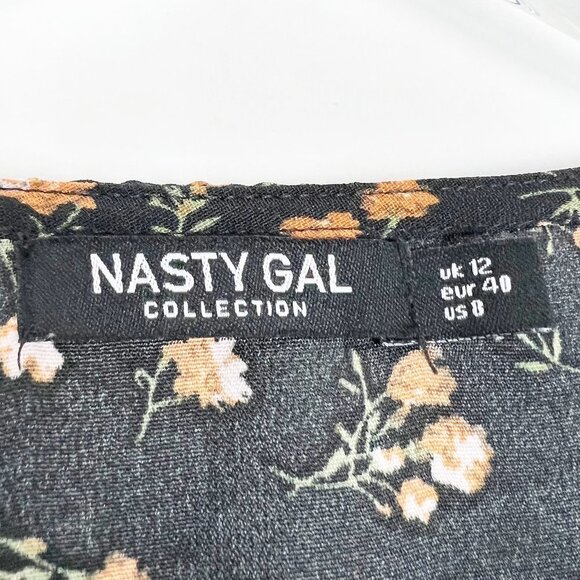 NASTY GAL
COLLECTION
uk 12
eur 40
us 8